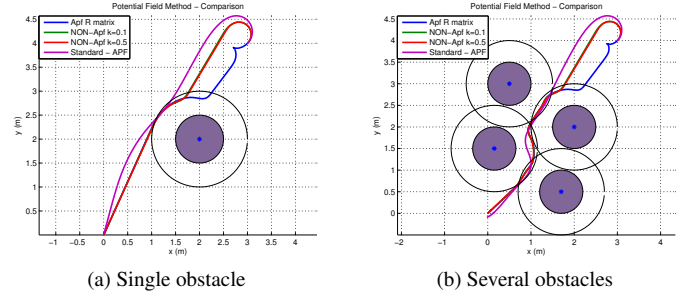 Potential Field Method – Comparison
Apf R matrix
NON-Apf k=0.1
NON-Apf k=0.5
Standard - APF
y (m)
4.5
4
3.5
3
2.5
2
1.5
1
0.5
-1 -0.5 0 0.5 1 1.5 2 2.5 3 3.5 4
x (m)
(a) Single obstacle
Potential Field Method – Comparison
Apf R matrix
NON-Apf k=0.1
NON-Apf k=0.5
Standard - APF
y (m)
4.5
4
3.5
3
2.5
2
1.5
1
0.5
0
-2 -1 0 1 2 3 4
x (m)
(b) Several obstacles